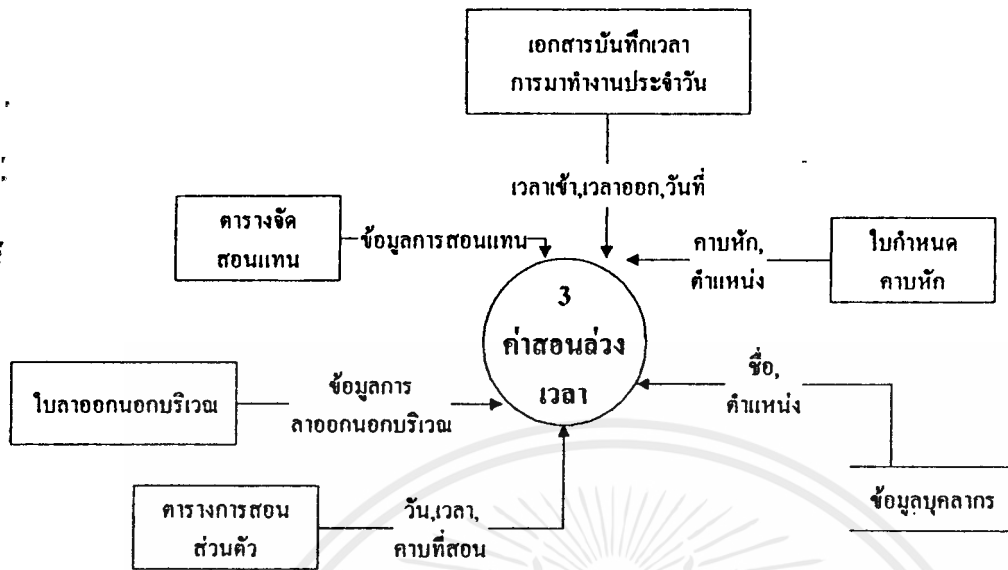 เอกสารบันทึกเวลา
การมาทำงานประจำวัน
เวลาเข้า,เวลาออก,วันที่
ตารางจัด
สอนแทน
ข้อมูลการสอนแทน
คาบหัก,
ตำแหน่ง
ใบกำหนด
คาบหัก
3
ค่าสอนล่วง
เวลา
ชื่อ,
ตำแหน่ง
ใบลาออกนอกบริเวณ
ข้อมูลการ
ลาออกนอกบริเวณ
ข้อมูลบุคลากร
ตารางการสอน
ส่วนตัว
วัน,เวลา,
คาบที่สอน